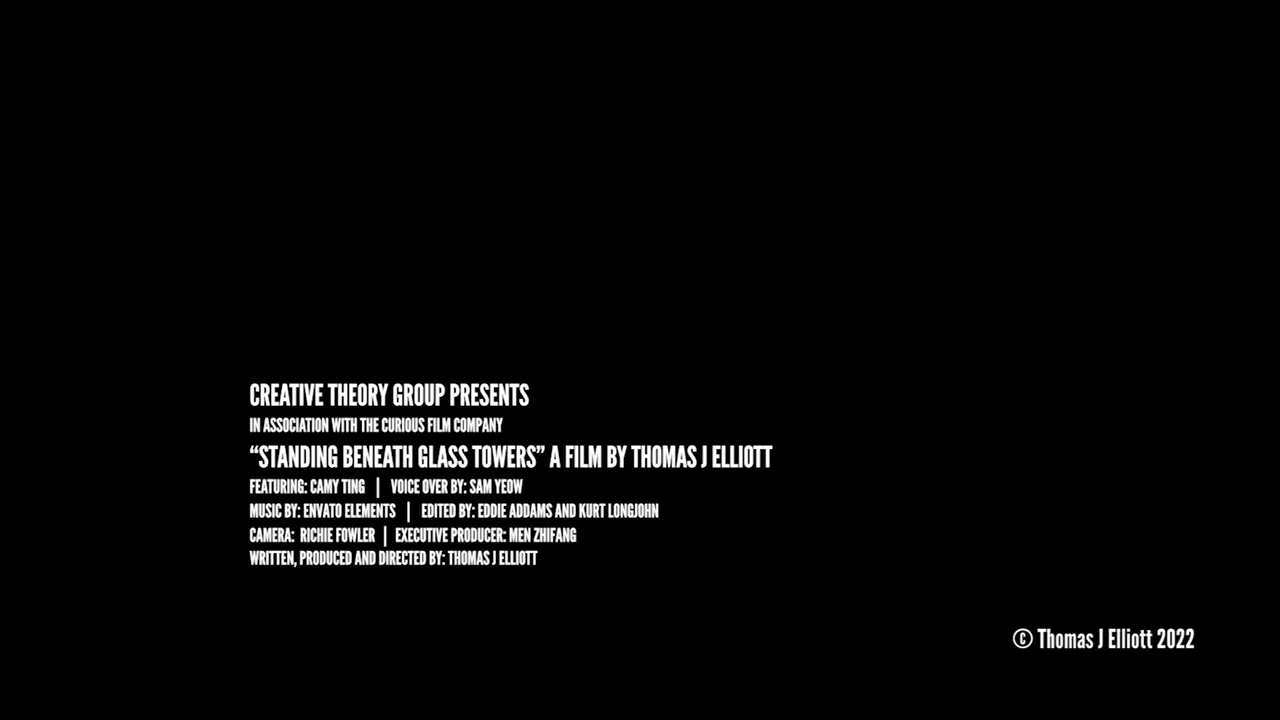 CREATIVE THEORY GROUP PRESENTS
IN ASSOCIATION WITH THE CURIOUS FILM COMPANY
“STANDING BENEATH GLASS TOWERS” A FILM BY THOMAS J ELLIOTT
FEATURING: CAMY TING | VOICE OVER BY: SAM YEOW
MUSIC BY: ENVATO ELEMENTS | EDITED BY: EDDIE ADDAMS AND KURT LONGJOHN
CAMERA: RICHIE FOWLER | EXECUTIVE PRODUCER: MEN ZHIFANG
WRITTEN, PRODUCED AND DIRECTED BY: THOMAS J ELLIOTT
© Thomas J Elliott 2022